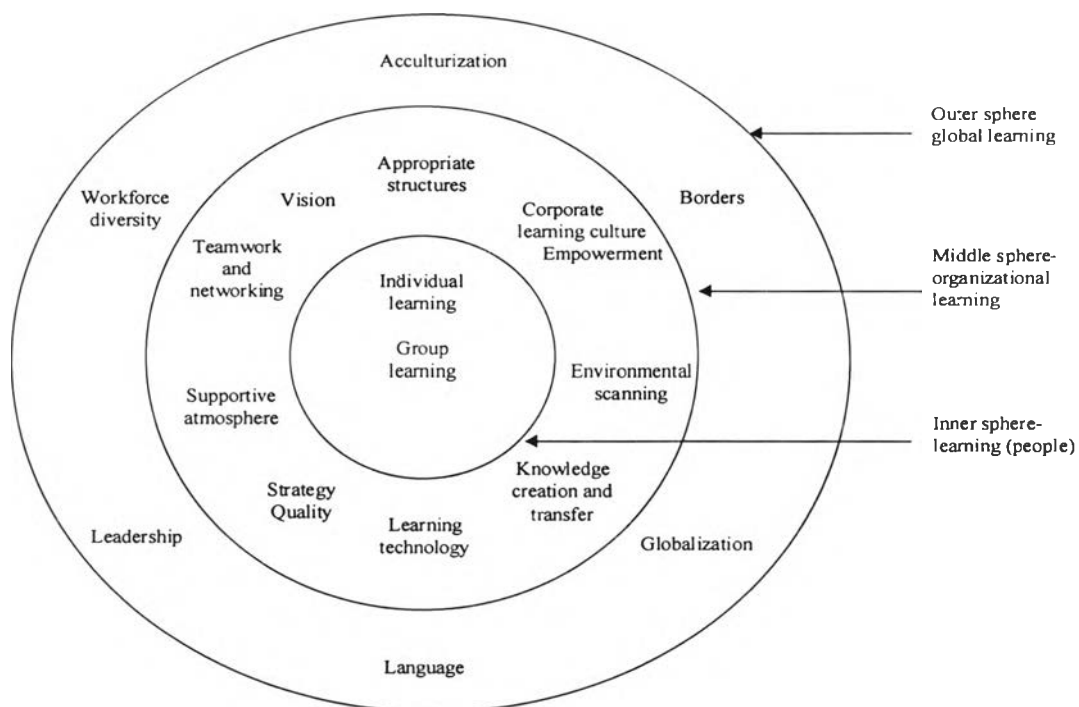 Acculturization
Outer sphere
global learning
Appropriate
structures
Workforce
diversity
Vision
Borders
Corporate
learning culture
Empowerment
Teamwork
and
networking
Middle sphere-
organizational
learning
Individual
learning
Group
learning
Environmental
scanning
Supportive
atmosphere
Inner sphere-
learning (people)
Knowledge
creation and
transfer
Strategy
Quality
Learning
technology
Leadership
Globalization
Language